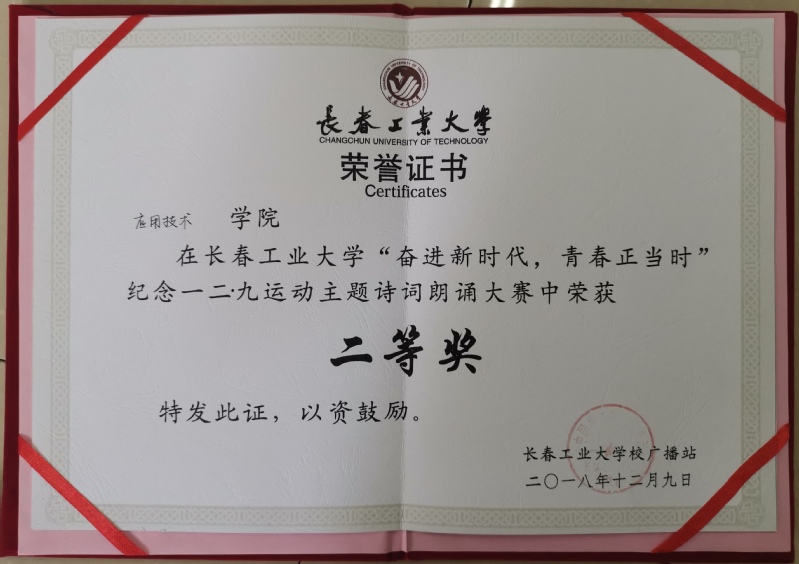 長春工業大學
CHANGCHUN UNIVERSITY OF TECHNOLOGY
荣誉证书
Certificates
应用技术 学院
在长春工业大学“奋进新时代，青春正当时”
纪念一二·九运动主题诗词朗诵大赛中荣获
二等奖
特发此证，以资鼓励。
长春工业大学校广播站
二〇一八年十二月九日